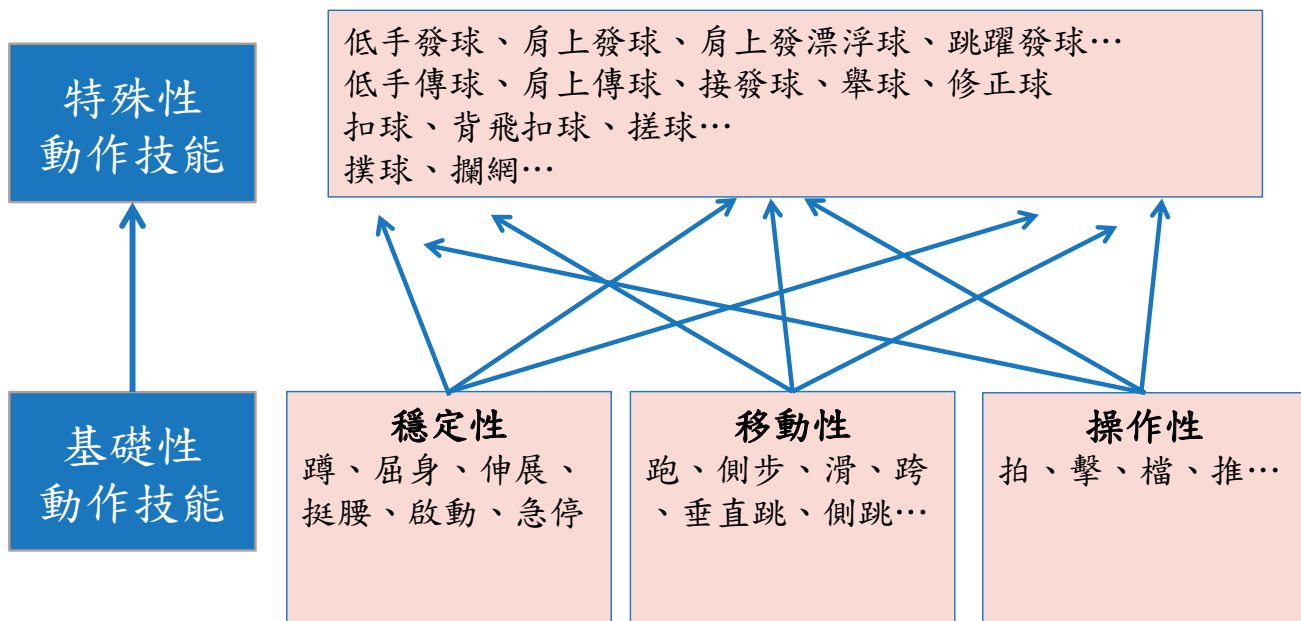 特殊性
動作技能
低手發球、肩上發球、肩上發漂浮球、跳躍發球…
低手傳球、肩上傳球、接發球、舉球、修正球
扣球、背飛扣球、搓球…
撲球、攔網…
基礎性
動作技能
穩定性
蹲、屈身、伸展、
挺腰、啟動、急停
移動性
跑、側步、滑、跨
、垂直跳、側跳…
操作性
拍、擊、檔、推…